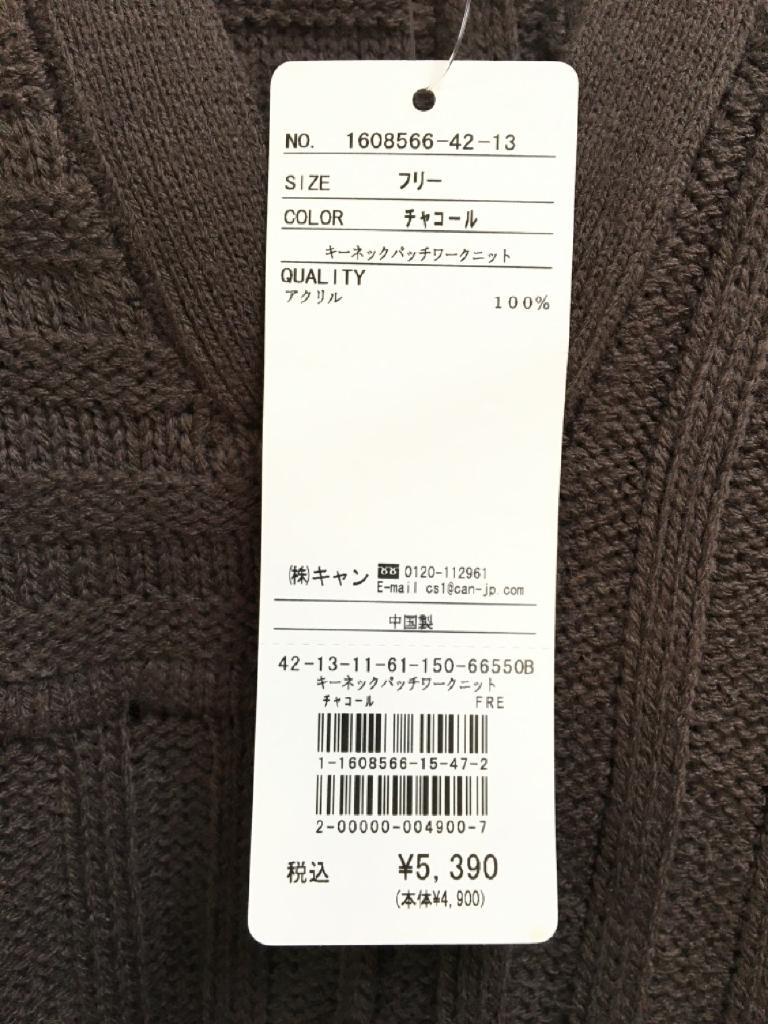 NO. 1608566-42-13
SIZE フリー
COLOR チャコール
キーネックパッチワークニット
QUALITY
アクリル 100%
㈱キャン 0120-112961
E-mail cs1@can-jp.com
中国製
42-13-11-61-150-66550B
キーネックパッチワークニット
チャコール FRE
1-1608566-15-47-2
2-00000-004900-7
税込 ¥5,390
(本体¥4,900)